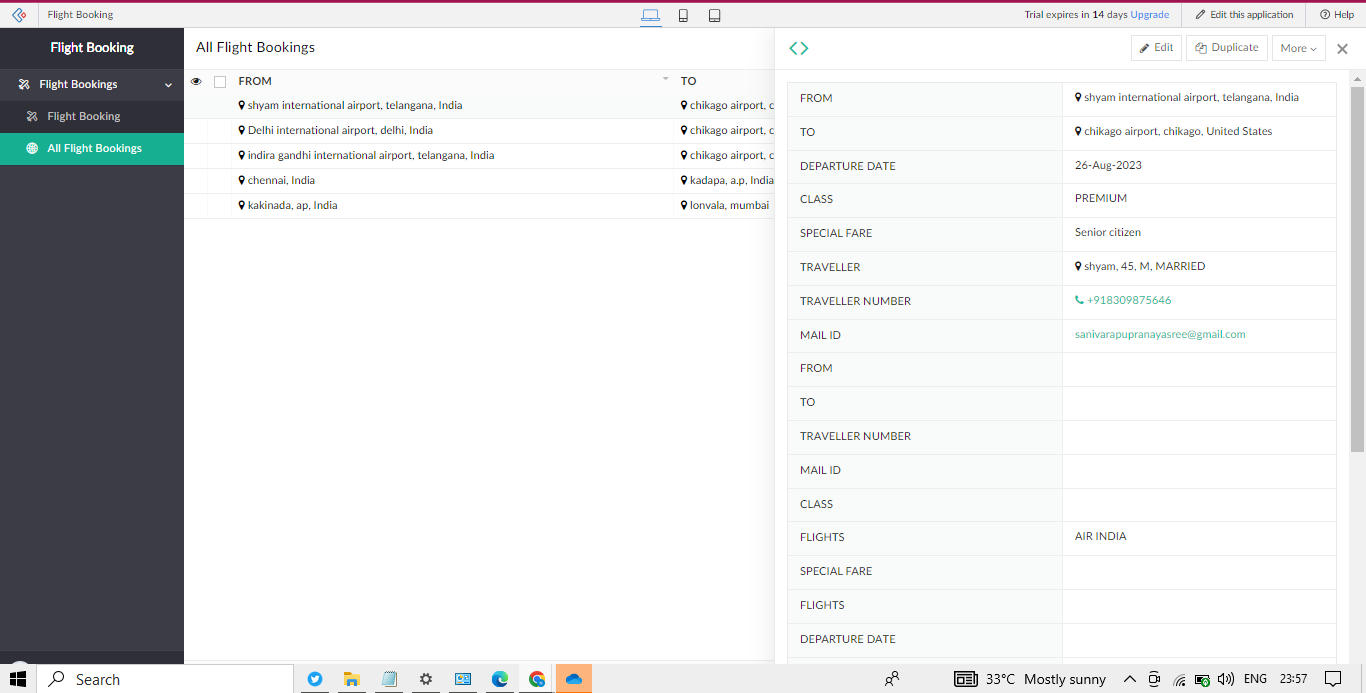 Flight Booking
Trial expires in 14 days Upgrade
Edit this application
Help
Flight Booking
Flight Bookings
Flight Booking
All Flight Bookings
All Flight Bookings
FROM TO
shyam international airport, telangana, India chikago airport, c
Delhi international airport, delhi, India chikago airport, c
indira gandhi international airport, telangana, India chikago airport, c
chennai, India kadapa, a.p, India
kakinada, ap, India lonvala, mumbai
Edit Duplicate More
FROM shyam international airport, telangana, India
TO chikago airport, chikago, United States
DEPARTURE DATE 26-Aug-2023
CLASS PREMIUM
SPECIAL FARE Senior citizen
TRAVELLER shyam, 45, M, MARRIED
TRAVELLER NUMBER +918309875646
MAIL ID sanivarapupranayasree@gmail.com
FROM
TO
TRAVELLER NUMBER
MAIL ID
CLASS
FLIGHTS AIR INDIA
SPECIAL FARE
FLIGHTS
DEPARTURE DATE
Search
33°C Mostly sunny
ENG
23:57